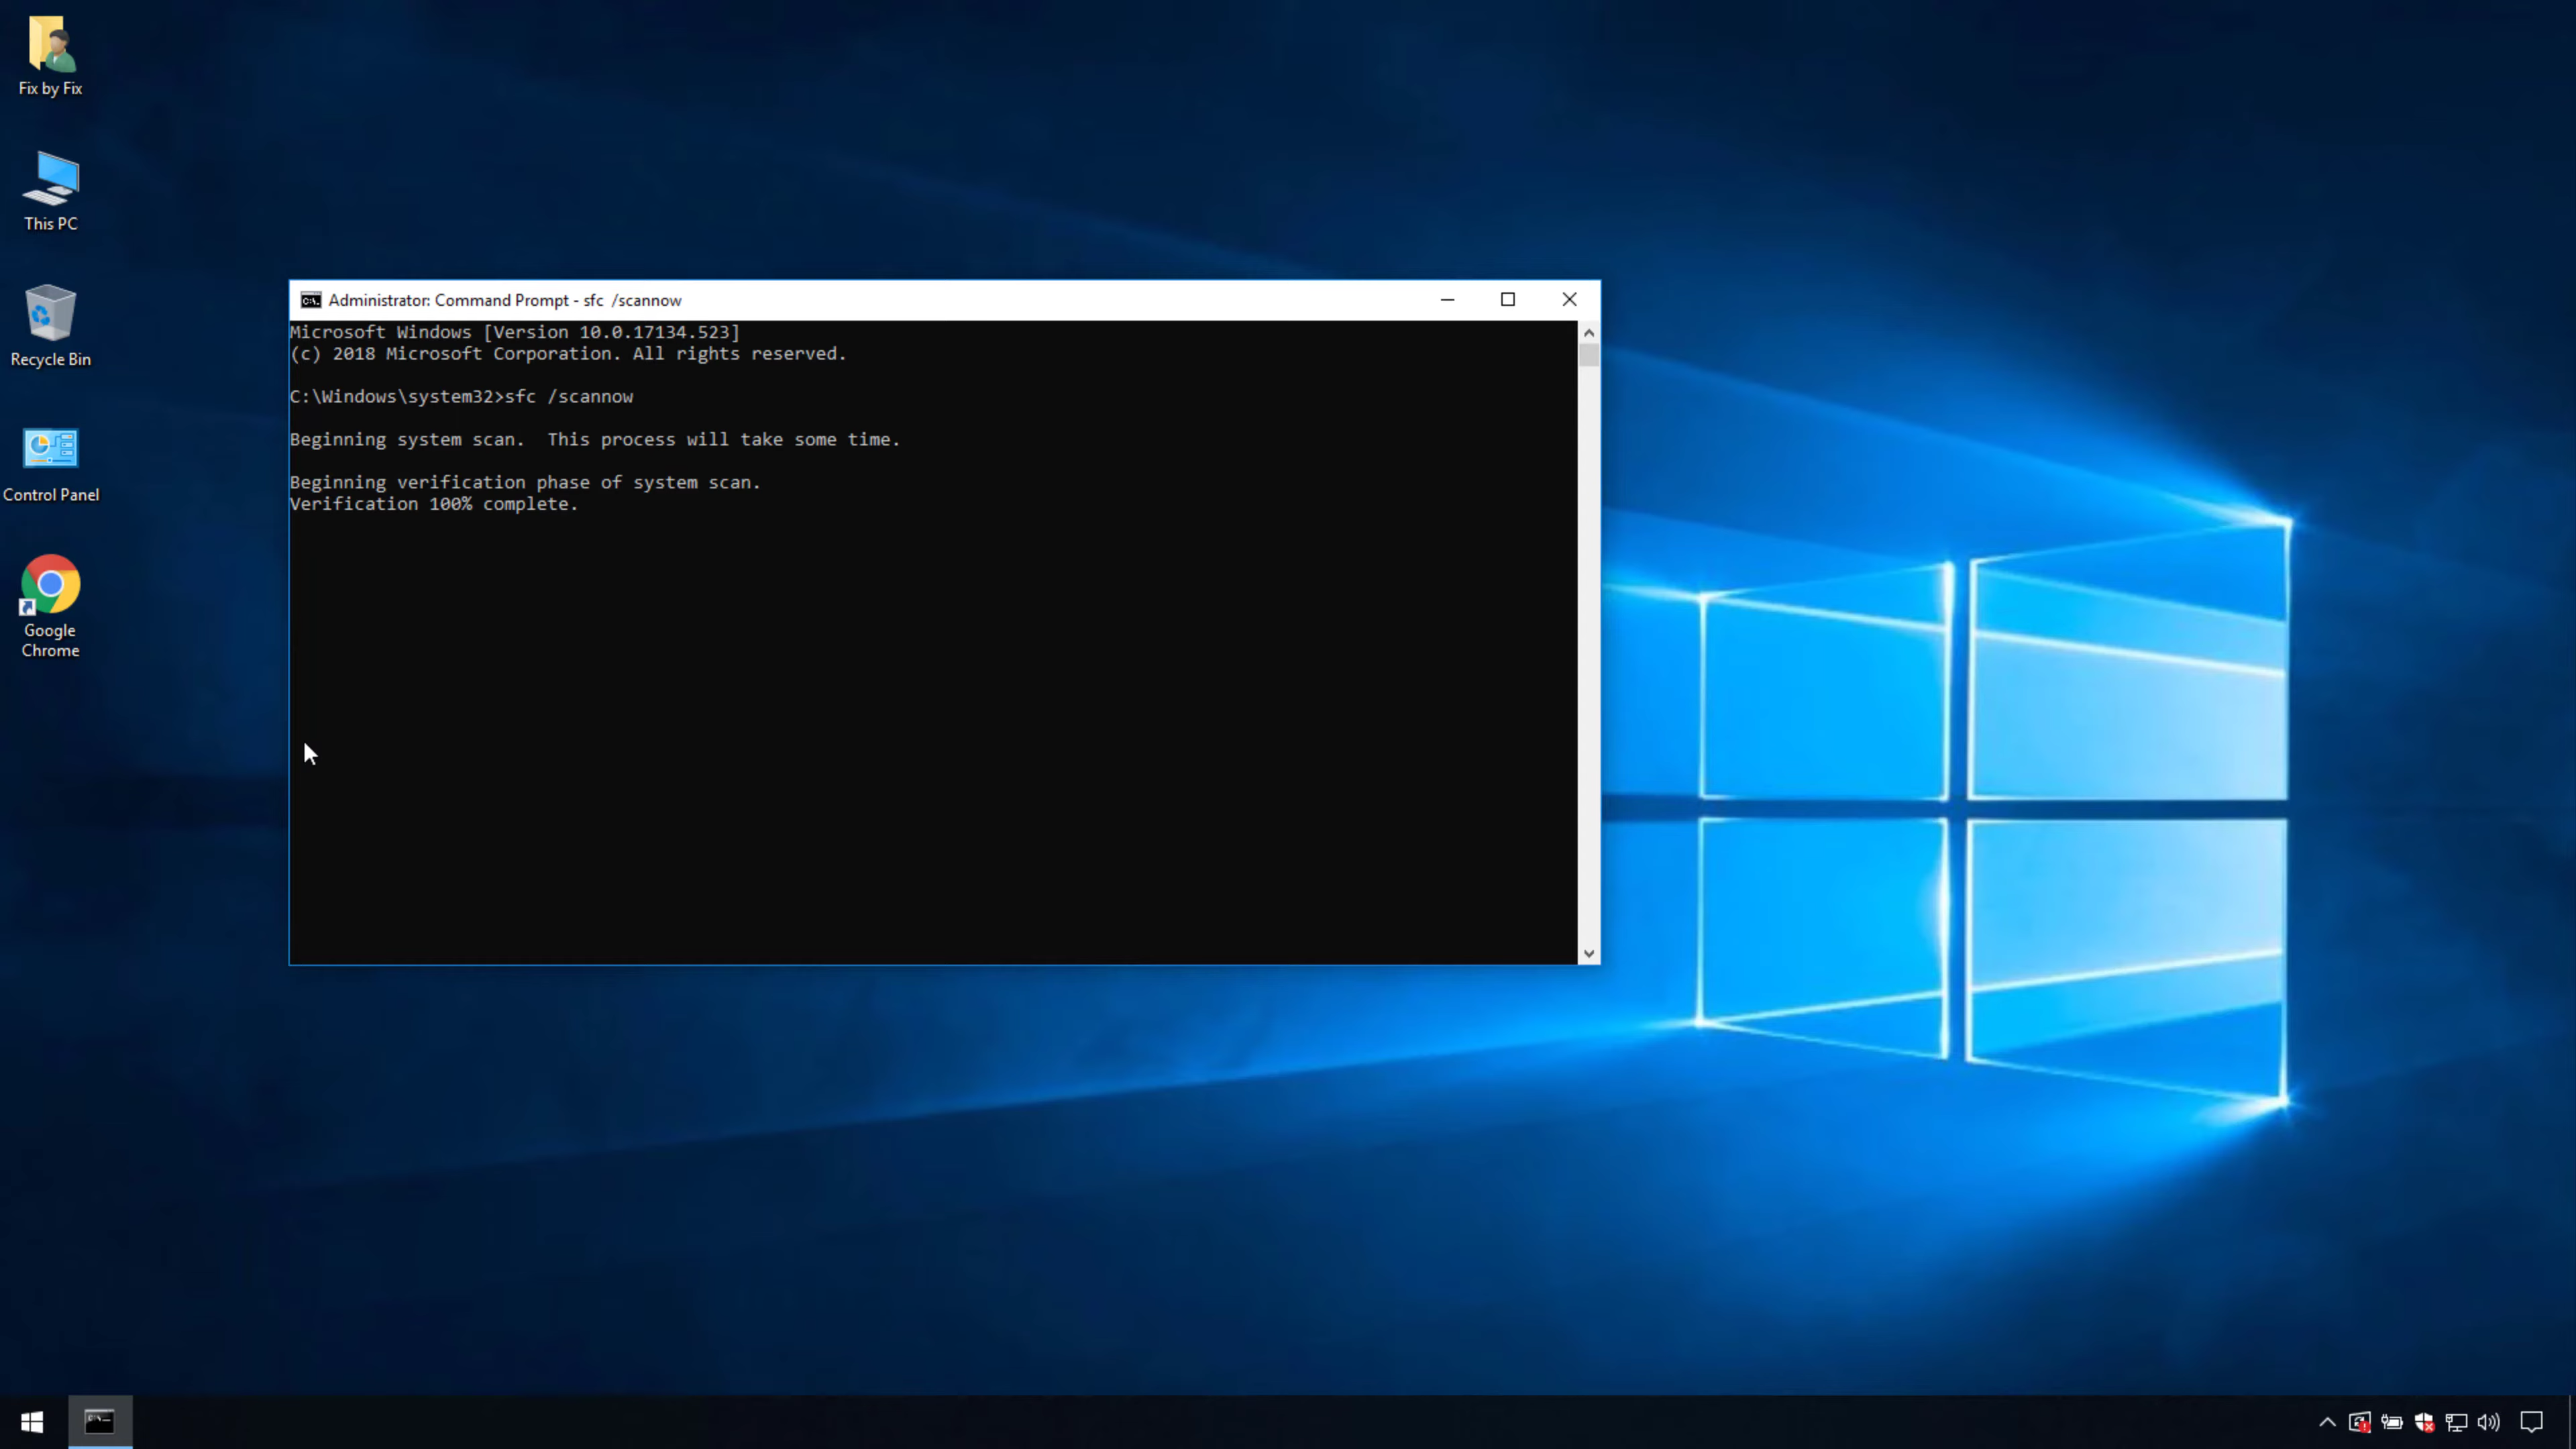 Fix by Fix
This PC
Recycle Bin
Control Panel
Google
Chrome
Administrator: Command Prompt - sfc  /scannow
Microsoft Windows [Version 10.0.17134.523]
(c) 2018 Microsoft Corporation. All rights reserved.
C:\Windows\system32>sfc /scannow
Beginning system scan.  This process will take some time.
Beginning verification phase of system scan.
Verification 100% complete.